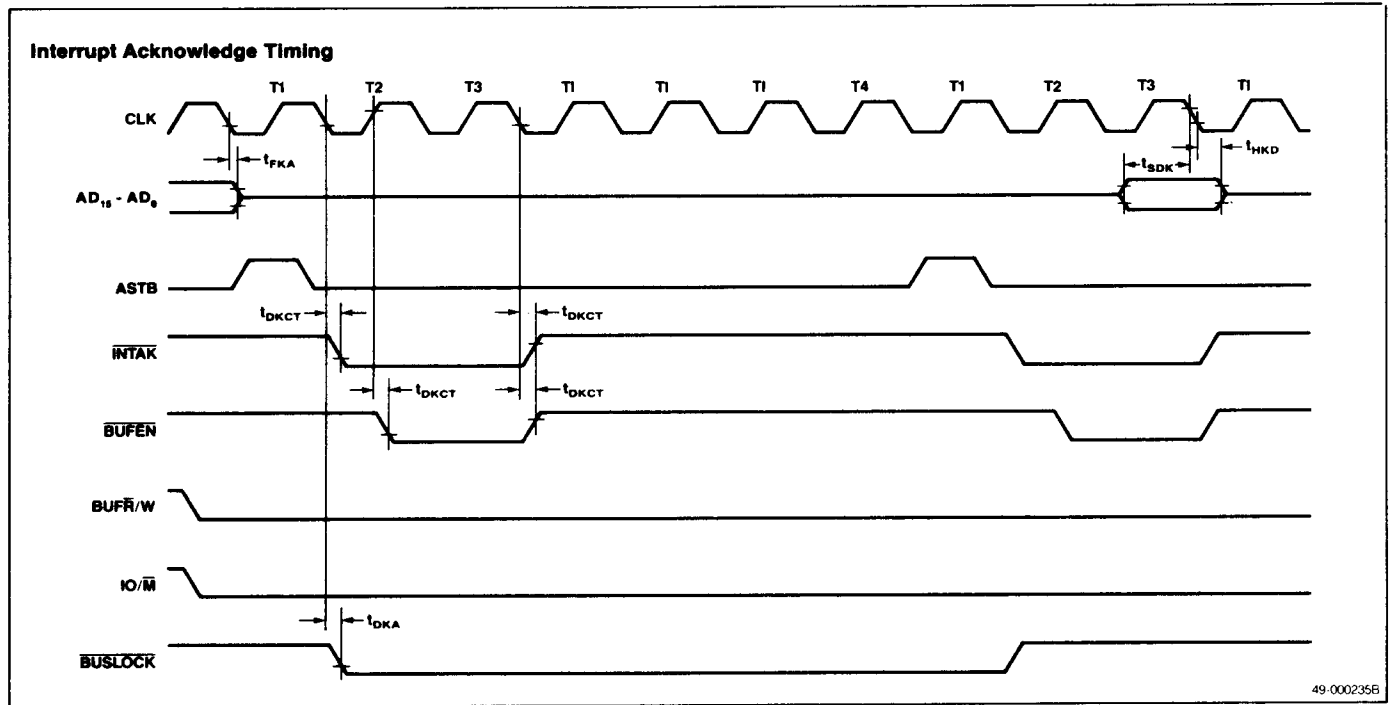 Interrupt Acknowledge Timing
T1 T2 T3 TI TI TI T4 T1 T2 T3 TI
CLK
tFKA
tHKD
tSDK
AD15 - AD0
ASTB
tDKCT
tDKCT
INTAK
tDKCT
tDKCT
BUFEN
BUFR/W
IO/M
tDKA
BUSLOCK
49-000235B